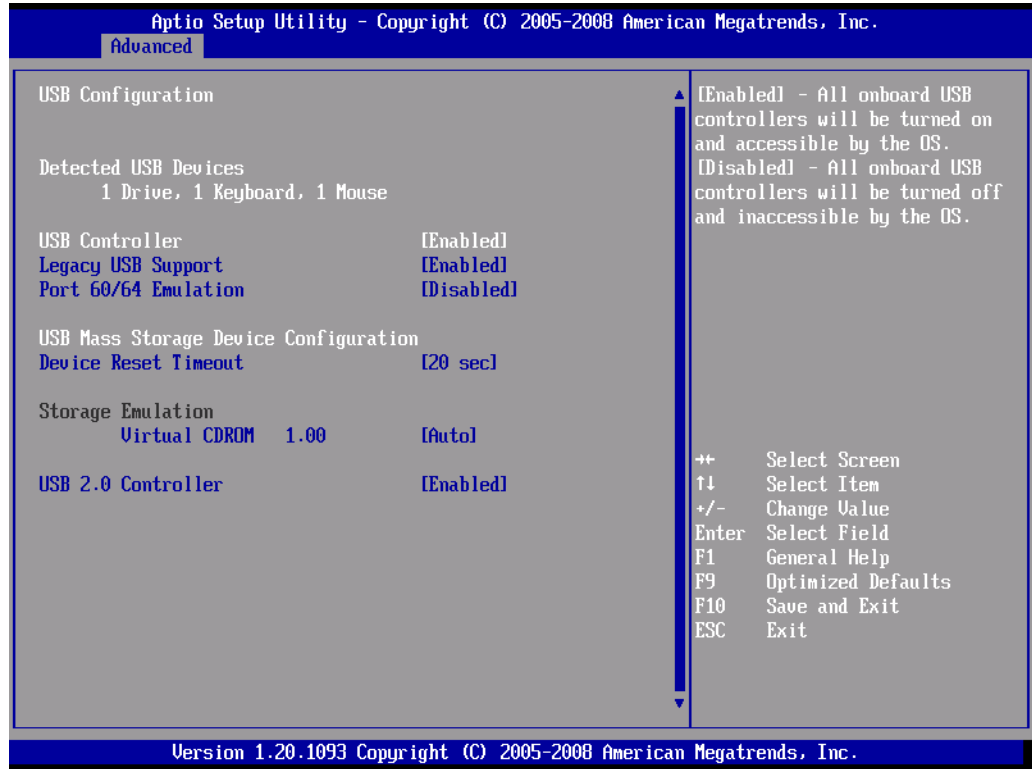 Aptio Setup Utility - Copyright (C) 2005-2008 American Megatrends, Inc.
Advanced
USB Configuration
Detected USB Devices
1 Drive, 1 Keyboard, 1 Mouse
USB Controller [Enabled]
Legacy USB Support [Enabled]
Port 60/64 Emulation [Disabled]
USB Mass Storage Device Configuration
Device Reset Timeout [20 sec]
Storage Emulation
Virtual CDROM 1.00 [Auto]
USB 2.0 Controller [Enabled]
[Enabled] - All onboard USB
controllers will be turned on
and accessible by the OS.
[Disabled] - All onboard USB
controllers will be turned off
and inaccessible by the OS.
→← Select Screen
↑↓ Select Item
+/- Change Value
Enter Select Field
F1 General Help
F9 Optimized Defaults
F10 Save and Exit
ESC Exit
Version 1.20.1093 Copyright (C) 2005-2008 American Megatrends, Inc.